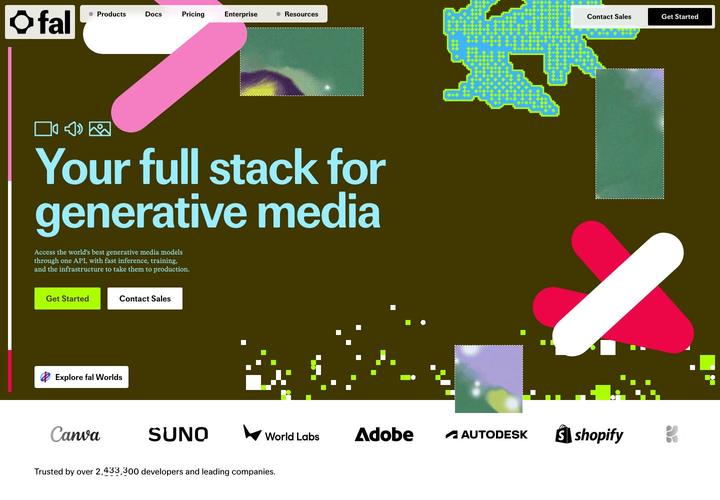 fal
Products Docs Pricing Enterprise Resources
Contact Sales Get Started
Your full stack for
generative media
Access the world's best generative media models
through one API, with fast inference, training,
and the infrastructure to take them to production.
Get Started Contact Sales
Explore fal Worlds
Canva SUNO World Labs Adobe AUTODESK shopify
Trusted by over developers and leading companies.